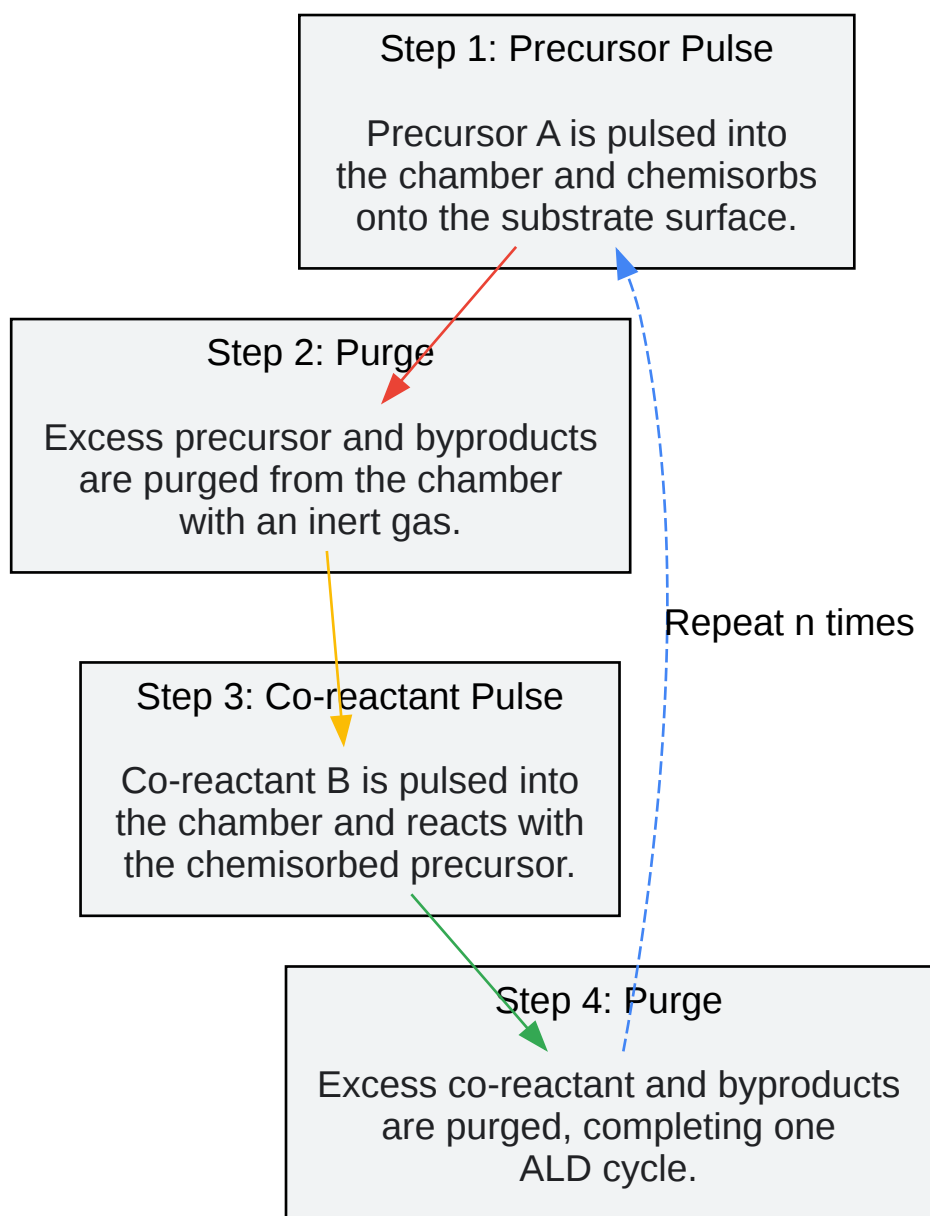 Step 1: Precursor Pulse
Precursor A is pulsed into
the chamber and chemisorbs
onto the substrate surface.
Step 2: Purge
Excess precursor and byproducts
are purged from the chamber
with an inert gas.
Repeat n times
Step 3: Co-reactant Pulse
Co-reactant B is pulsed into
the chamber and reacts with
the chemisorbed precursor.
Step 4: Purge
Excess co-reactant and byproducts
are purged, completing one
ALD cycle.